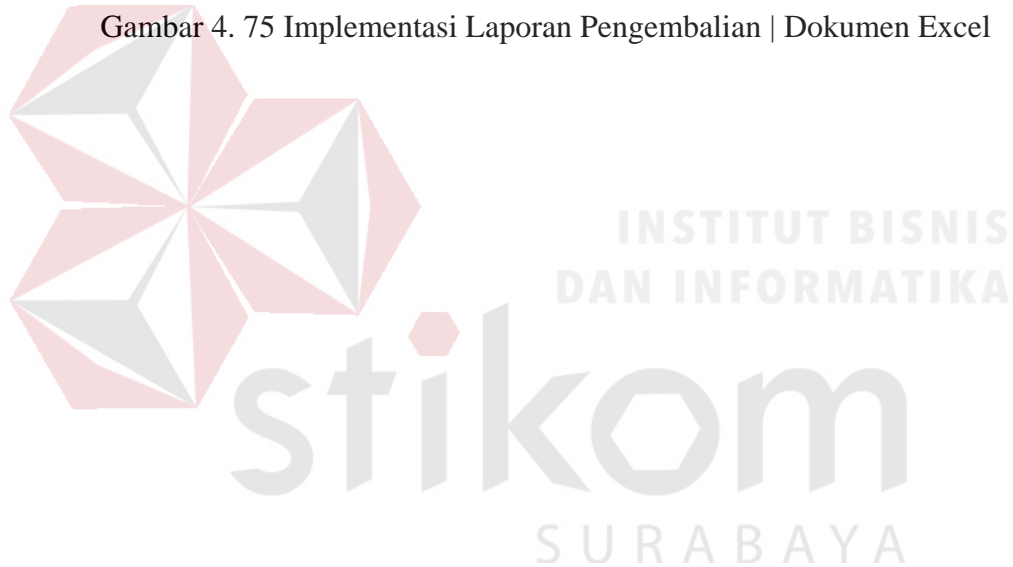 Gambar 4. 75 Implementasi Laporan Pengembalian | Dokumen Excel
INSTITUT BISNIS
DAN INFORMATIKA
stikom
SURABAYA